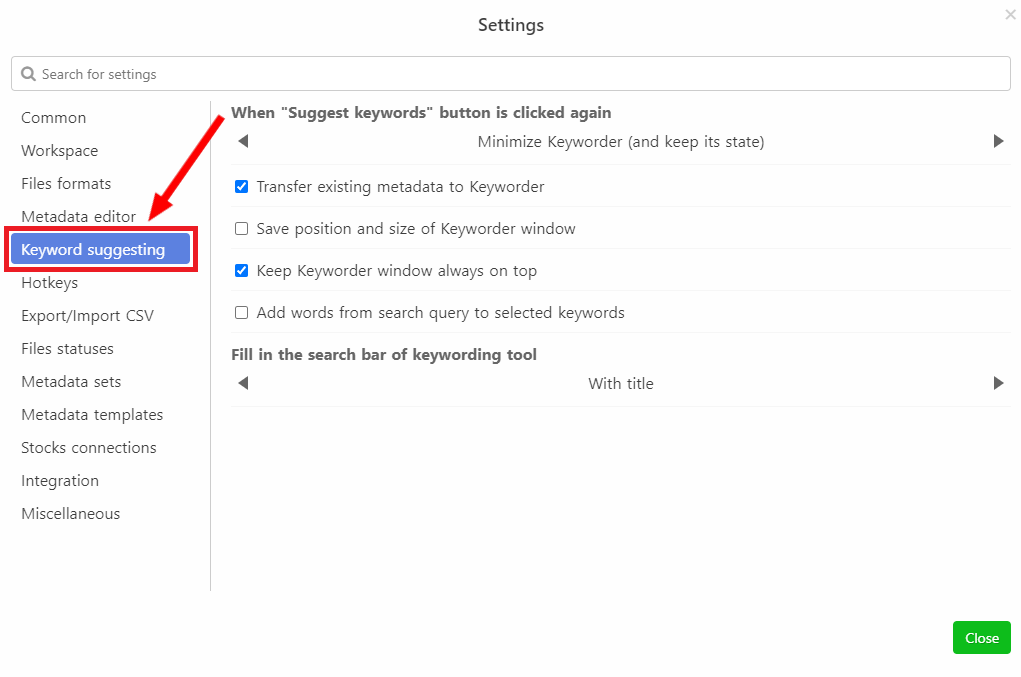 Settings
Search for settings
Common
Workspace
Files formats
Metadata editor
Keyword suggesting
Hotkeys
Export/Import CSV
Files statuses
Metadata sets
Metadata templates
Stocks connections
Integration
Miscellaneous
When "Suggest keywords" button is clicked again
Minimize Keyworder (and keep its state)
Transfer existing metadata to Keyworder
Save position and size of Keyworder window
Keep Keyworder window always on top
Add words from search query to selected keywords
Fill in the search bar of keywording tool
With title
Close